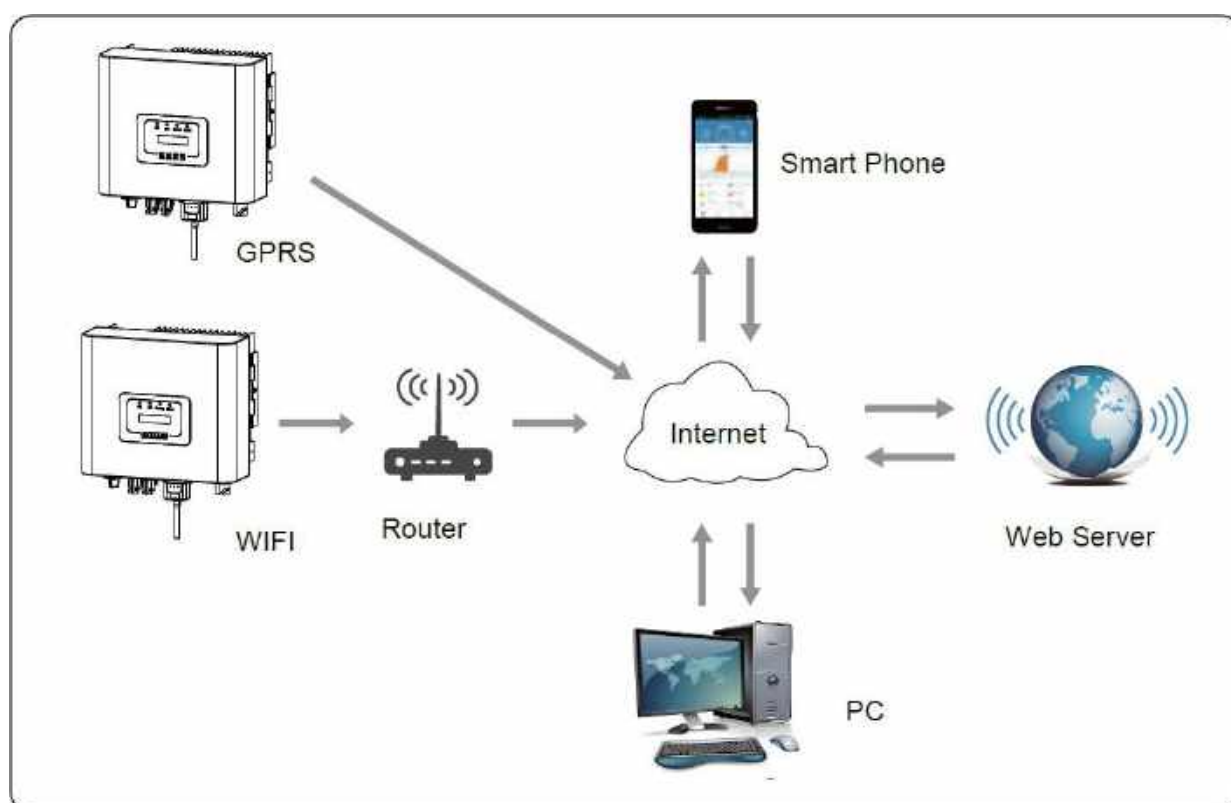 GPRS
Smart Phone
Internet
WIFI
Router
Web Server
PC